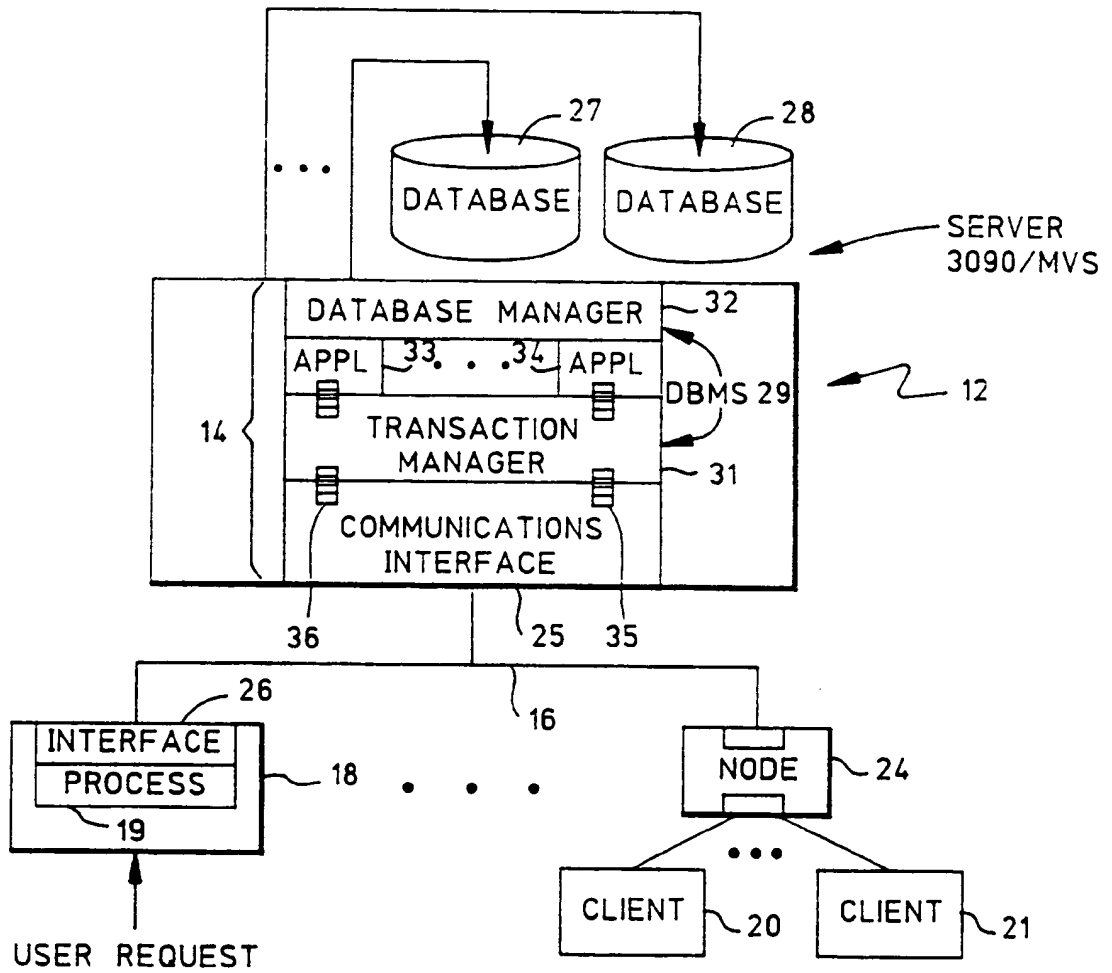 27
28
DATABASE
DATABASE
SERVER
3090/MVS
DATABASE MANAGER
32
APPL
33
34
APPL
DBMS 29
12
14
TRANSACTION
MANAGER
31
COMMUNICATIONS
INTERFACE
36
25
35
26
16
INTERFACE
PROCESS
18
19
NODE
24
CLIENT
20
CLIENT
21
USER REQUEST